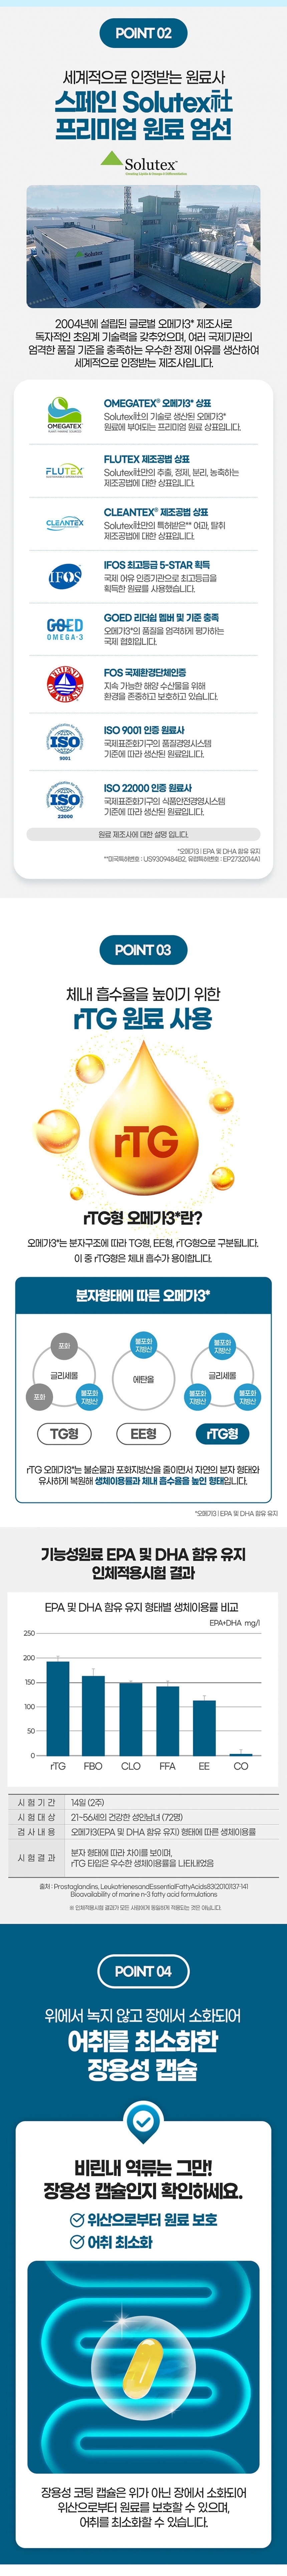 POINT 02
세계적으로 인정받는 원료사
스페인 Solutex社
프리미엄 원료 엄선
Solutex
Solutex
2004년에 설립된 글로벌 오메가3* 제조사로
독자적인 초임계 기술력을 갖추었으며, 여러 국제기관의
엄격한 품질 기준을 충족하는 우수한 정제 어유를 생산하여
세계적으로 인정받는 제조사입니다.
OMEGATEX
OMEGATEX® 오메가3* 상표
Solutex社의 기술로 생산된 오메가3*
원료에 부여되는 프리미엄 원료 상표입니다.
FLUTEX
FLUTEX 제조공법 상표
Solutex社만의 추출, 정제, 분리, 농축하는
제조공법에 대한 상표입니다.
CLEANTEX
CLEANTEX® 제조공법 상표
Solutex社만의 특허받은** 여과, 탈취
제조공법에 대한 상표입니다.
IFOS
IFOS 최고등급 5-STAR 획득
국제 어유 인증기관으로 최고등급을
획득한 원료를 사용했습니다.
GOED
OMEGA-3
GOED 리더쉽 멤버 및 기준 충족
오메가3*의 품질을 엄격하게 평가하는
국제 협회입니다.
FRIEND OF THE SEA
FOS 국제환경단체인증
지속 가능한 해양 수산물을 위해
환경을 존중하고 보호하고 있습니다.
ISO
9001
ISO 9001 인증 원료사
국제표준화기구의 품질경영시스템
기준에 따라 생산된 원료입니다.
ISO
22000
ISO 22000 인증 원료사
국제표준화기구의 식품안전경영시스템
기준에 따라 생산된 원료입니다.
원료 제조사에 대한 설명 입니다.
*오메가3 | EPA 및 DHA 함유 유지
**미국특허번호 : US9309484B2, 유럽특허번호 : EP2732014A1
POINT 03
체내 흡수율을 높이기 위한
rTG 원료 사용
rTG
rTG형 오메가3*란?
오메가3*는 분자구조에 따라 TG형, EE형, rTG형으로 구분됩니다.
이 중 rTG형은 체내 흡수가 용이합니다.
분자형태에 따른 오메가3*
포화
글리세롤
포화
불포화
지방산
TG형
불포화
지방산
에탄올
EE형
불포화
지방산
글리세롤
불포화
지방산
불포화
지방산
rTG형
rTG 오메가3*는 불순물과 포화지방산을 줄이면서 자연의 분자 형태와
유사하게 복원해 생체이용률과 체내 흡수율을 높인 형태입니다.
*오메가3 | EPA 및 DHA 함유 유지
기능성원료 EPA 및 DHA 함유 유지
인체적용시험 결과
EPA 및 DHA 함유 유지 형태별 생체이용률 비교
EPA+DHA mg/l
250
200
150
100
50
0
rTG FBO CLO FFA EE CO
시험기간 14일 (2주)
시험대상 21~56세의 건강한 성인남녀 (72명)
검사내용 오메가3(EPA 및 DHA 함유 유지) 형태에 따른 생체이용률
시험결과 분자 형태에 따라 차이를 보이며,
rTG 타입은 우수한 생체이용률을 나타내었음
출처 : Prostaglandins, LeukotrienesandEssentialFattyAcids83(2010)137-141
Bioavailability of marine n-3 fatty acid formulations
※ 인체적용시험 결과가 모든 사람에게 동일하게 적용되는 것은 아닙니다.
POINT 04
위에서 녹지 않고 장에서 소화되어
어취를 최소화한
장용성 캡슐
비린내 역류는 그만!
장용성 캡슐인지 확인하세요.
위산으로부터 원료 보호
어취 최소화
장용성 코팅 캡슐은 위가 아닌 장에서 소화되어
위산으로부터 원료를 보호할 수 있으며,
어취를 최소화할 수 있습니다.